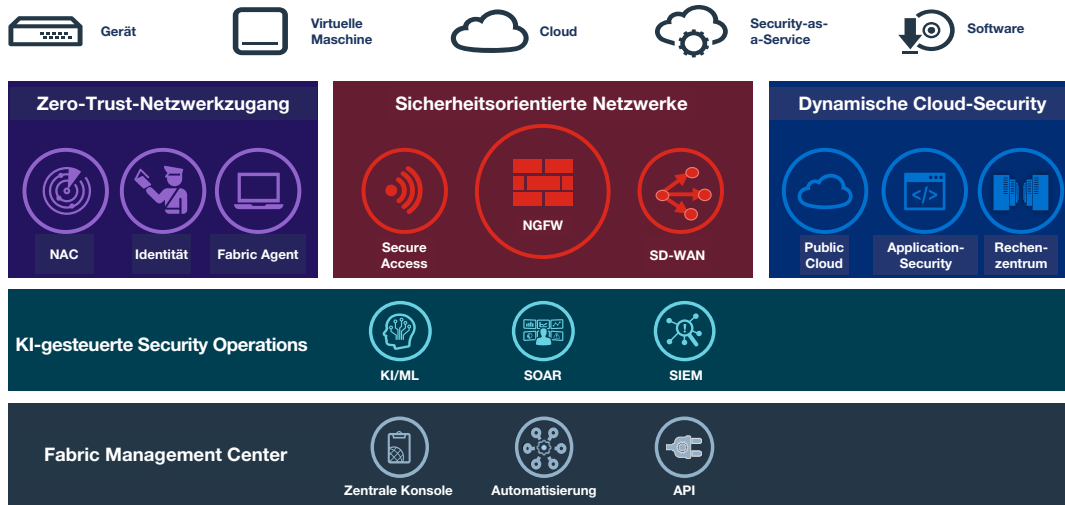 Gerät
Virtuelle
Maschine
Cloud
Security-as-
a-Service
Software
Zero-Trust-Netzwerkzugang
NAC
Identität
Fabric Agent
Sicherheitsorientierte Netzwerke
Secure
Access
NGFW
SD-WAN
Dynamische Cloud-Security
Public
Cloud
</>
Application-
Security
Rechen-
zentrum
KI-gesteuerte Security Operations
KI/ML
SOAR
SIEM
Fabric Management Center
Zentrale Konsole
Automatisierung
API